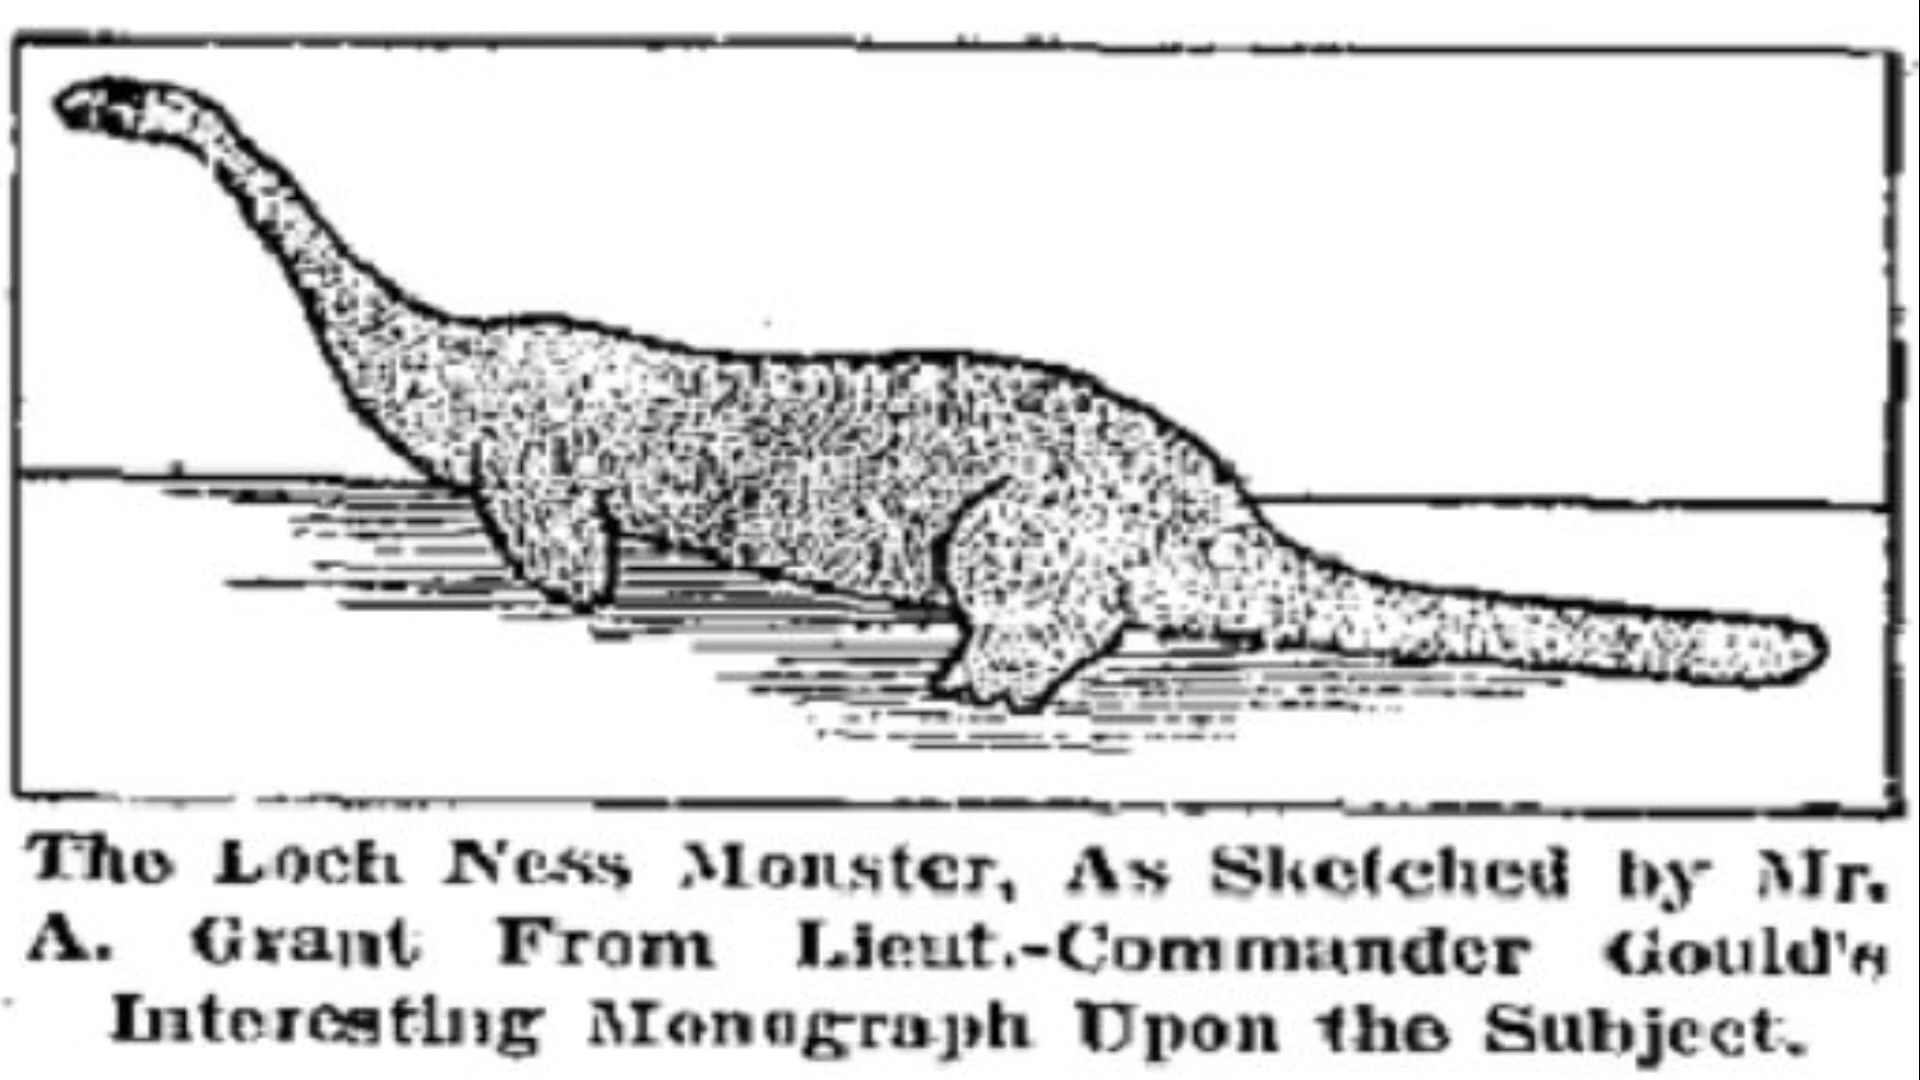 The Loch Ness Monster, As Sketched by Mr.
A. Grant From Lieut.-Commander Gould's
Interesting Monograph Upon the Subject.